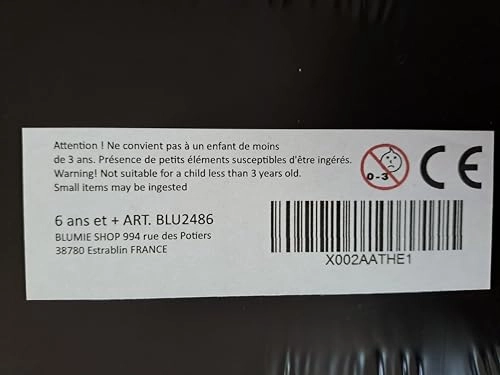 Attention ! Ne convient pas à un enfant de moins
de 3 ans. Présence de petits éléments susceptibles d'être ingérés.
Warning! Not suitable for a child less than 3 years old.
Small items may be ingested
0-3
CE
6 ans et + ART. BLU2486
BLUMIE SHOP 994 rue des Potiers
38780 Estrablin FRANCE
X002AATHE1